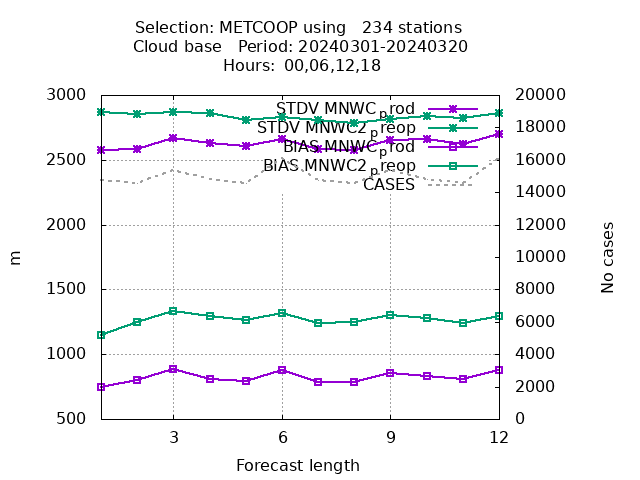 Selection: METCOOP using   234 stations
Cloud base   Period: 20240301-20240320
Hours: 00,06,12,18
3000
2500
2000
1500
1000
500
m
20000
18000
16000
14000
12000
10000
8000
6000
4000
2000
0
No cases
STDV MNWC_prod
STDV MNWC2_preop
BIAS MNWC_prod
BIAS MNWC2_preop
CASES
3 6 9 12
Forecast length